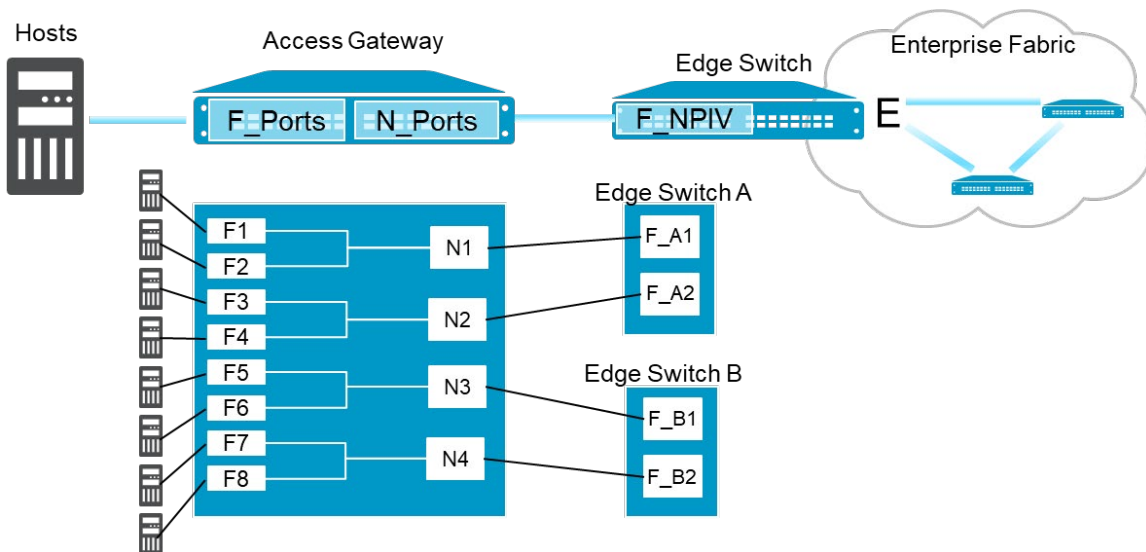 Hosts
Access Gateway
Edge Switch
Enterprise Fabric
F_Ports
N_Ports
F_NPIV
E
Edge Switch A
F1
F2
F3
F4
F5
F6
F7
F8
N1
N2
N3
N4
F_A1
F_A2
Edge Switch B
F_B1
F_B2